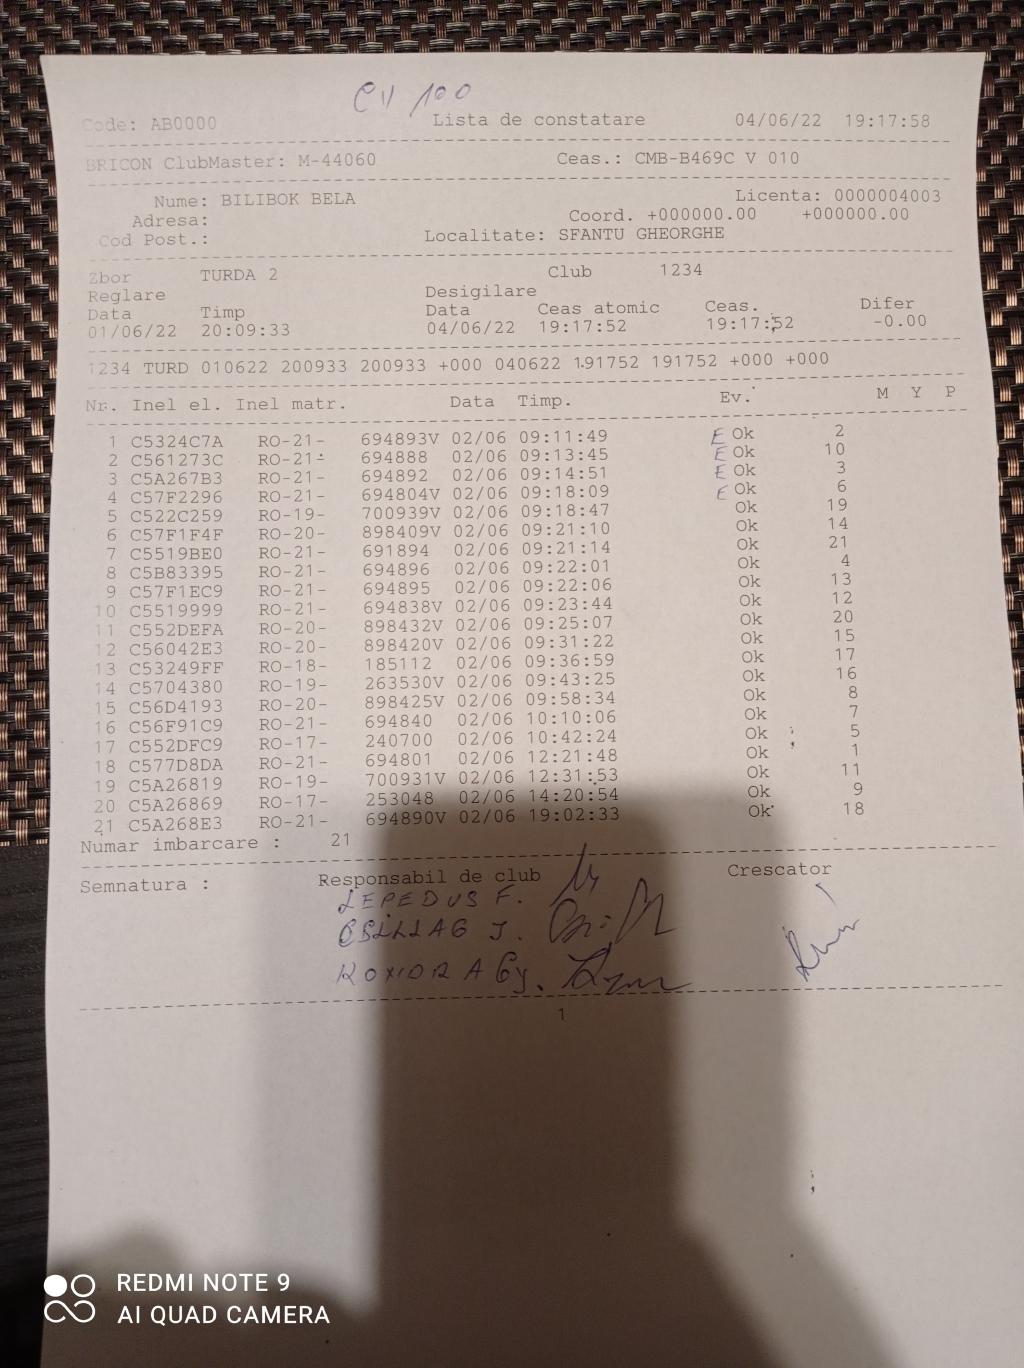 CV 100
Code: AB0000 Lista de constatare 04/06/22 19:17:58
BRICON ClubMaster: M-44060 Ceas.: CMB-B469C V 010
Nume: BILIBOK BELA Licenta: 0000004003
Adresa: Coord. +000000.00 +000000.00
Cod Post.: Localitate: SFANTU GHEORGHE
Zbor TURDA 2 Club 1234
Reglare Desigilare
Data Timp Data Ceas atomic Ceas. Difer
01/06/22 20:09:33 04/06/22 19:17:52 19:17:52 -0.00
1234 TURD 010622 200933 200933 +000 040622 191752 191752 +000 +000
Nr. Inel el. Inel matr. Data Timp. Ev. M Y P
1 C5324C7A RO-21- 694893V 02/06 09:11:49 E Ok 2
2 C561273C RO-21- 694888 02/06 09:13:45 E Ok 10
3 C5A267B3 RO-21- 694892 02/06 09:14:51 E Ok 3
4 C57F2296 RO-21- 694804V 02/06 09:18:09 E Ok 6
5 C522C259 RO-19- 700939V 02/06 09:18:47 Ok 19
6 C57F1F4F RO-20- 898409V 02/06 09:21:10 Ok 14
7 C5519BE0 RO-21- 691894 02/06 09:21:14 Ok 21
8 C5B83395 RO-21- 694896 02/06 09:22:01 Ok 4
9 C57F1EC9 RO-21- 694895 02/06 09:22:06 Ok 13
10 C5519999 RO-21- 694838V 02/06 09:23:44 Ok 12
11 C552DEFA RO-20- 898432V 02/06 09:25:07 Ok 20
12 C56042E3 RO-20- 898420V 02/06 09:31:22 Ok 15
13 C53249FF RO-18- 185112 02/06 09:36:59 Ok 17
14 C5704380 RO-19- 263530V 02/06 09:43:25 Ok 16
15 C56D4193 RO-20- 898425V 02/06 09:58:34 Ok 8
16 C56F91C9 RO-21- 694840 02/06 10:10:06 Ok 7
17 C552DFC9 RO-17- 240700 02/06 10:42:24 Ok 5
18 C577D8DA RO-21- 694801 02/06 12:21:48 Ok 1
19 C5A26819 RO-19- 700931V 02/06 12:31:53 Ok 11
20 C5A26869 RO-17- 253048 02/06 14:20:54 Ok 9
21 C5A268E3 RO-21- 694890V 02/06 19:02:33 Ok 18
Numar imbarcare : 21
Semnatura : Responsabil de club Crescator
LEPEDUS F.
CSILLAG J.
KOXIOR A Gy.
1
REDMI NOTE 9
AI QUAD CAMERA